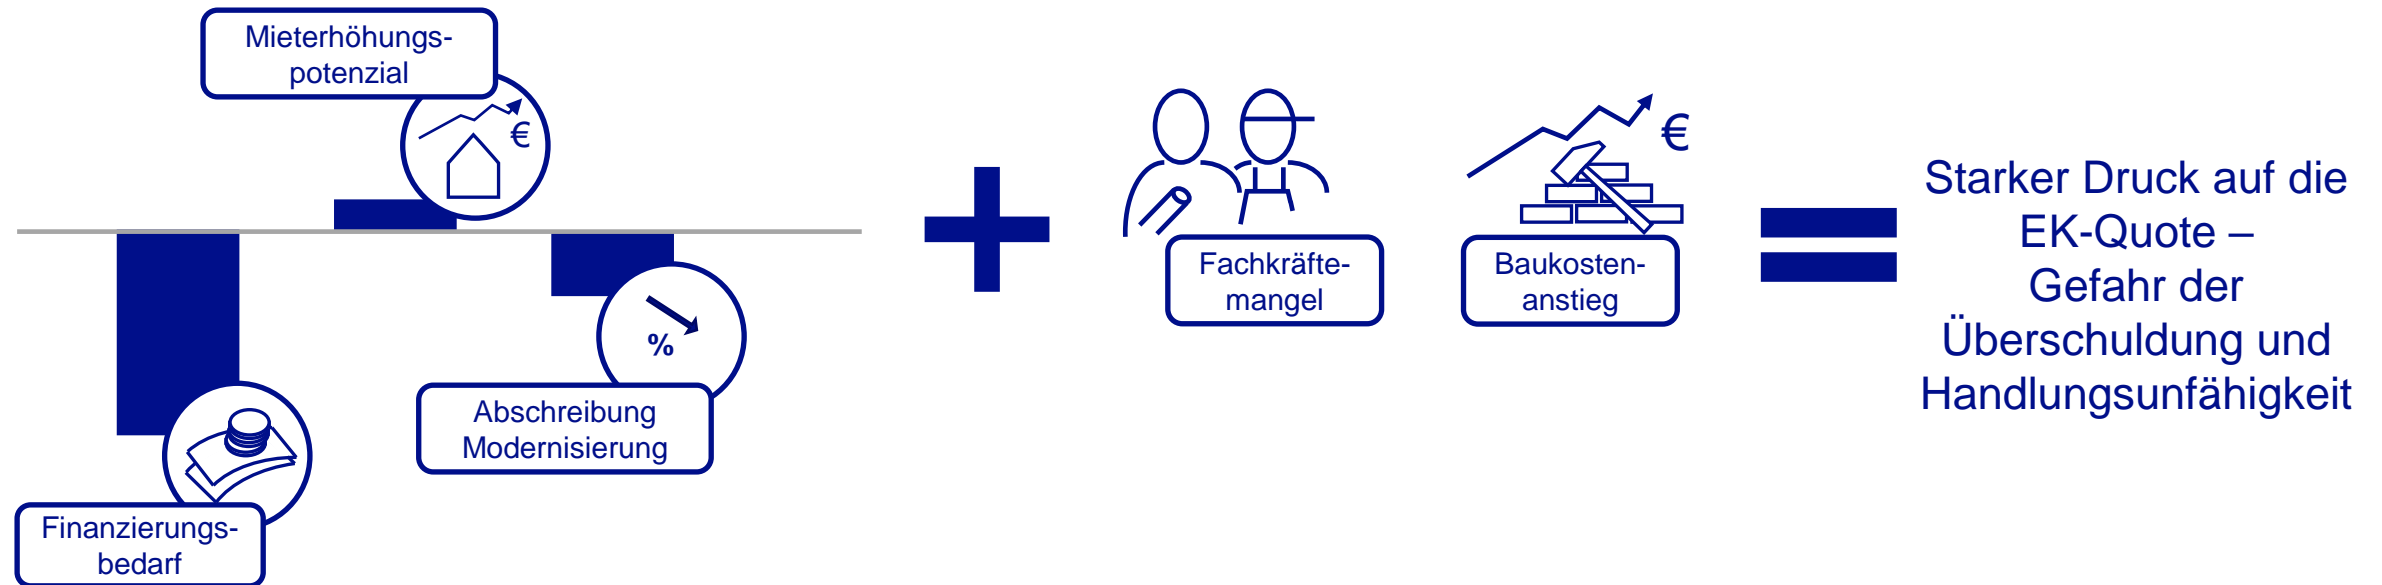 Mieterhöhungs-
potenzial
€
%
Abschreibung
Modernisierung
Finanzierungs-
bedarf
Fachkräfte-
mangel
€
Baukosten-
anstieg
Starker Druck auf die
EK-Quote –
Gefahr der
Überschuldung und
Handlungsunfähigkeit